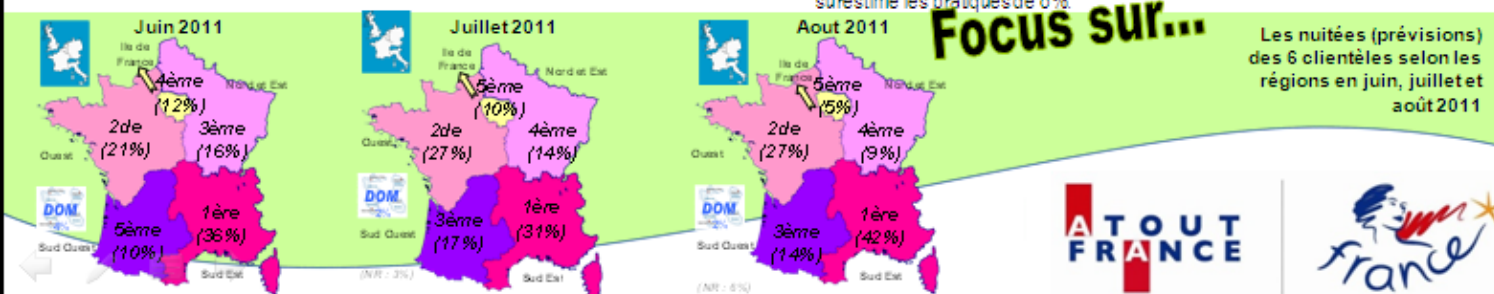 surestime les pratiques de 6%.
Focus sur...
Les nuitées (prévisions)
des 6 clientèles selon les
régions en juin, juillet et
août 2011
Juin 2011
Ile de
France
Nord et Est
4ème
(12%)
2de
(21%)
3ème
(16%)
Ouest
DOM
5ème
(10%)
1ère
(36%)
Sud Ouest
Sud Est
Juillet 2011
Ile de
France
Nord et Est
5ème
(10%)
2de
(27%)
4ème
(14%)
Ouest
DOM
3ème
(17%)
1ère
(31%)
Sud Ouest
Sud Est
(NR : 3%)
Aout 2011
Ile de
France
Nord et Est
5ème
(5%)
2de
(27%)
4ème
(9%)
Ouest
DOM
3ème
(14%)
1ère
(42%)
Sud Ouest
Sud Est
(NR : 6%)
ATOUT
FRANCE
france